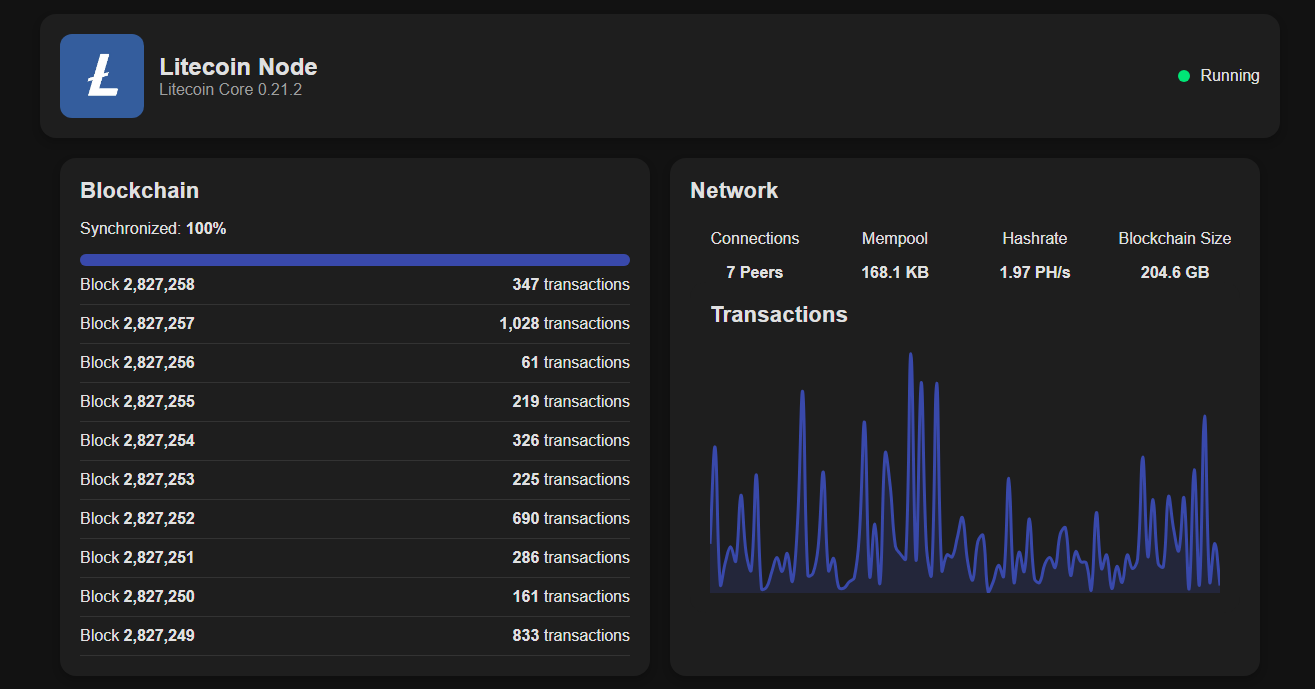 Ł
Litecoin Node
Litecoin Core 0.21.2
Running
Blockchain
Synchronized: 100%
Block 2,827,258 347 transactions
Block 2,827,257 1,028 transactions
Block 2,827,256 61 transactions
Block 2,827,255 219 transactions
Block 2,827,254 326 transactions
Block 2,827,253 225 transactions
Block 2,827,252 690 transactions
Block 2,827,251 286 transactions
Block 2,827,250 161 transactions
Block 2,827,249 833 transactions
Network
Connections Mempool Hashrate Blockchain Size
7 Peers 168.1 KB 1.97 PH/s 204.6 GB
Transactions